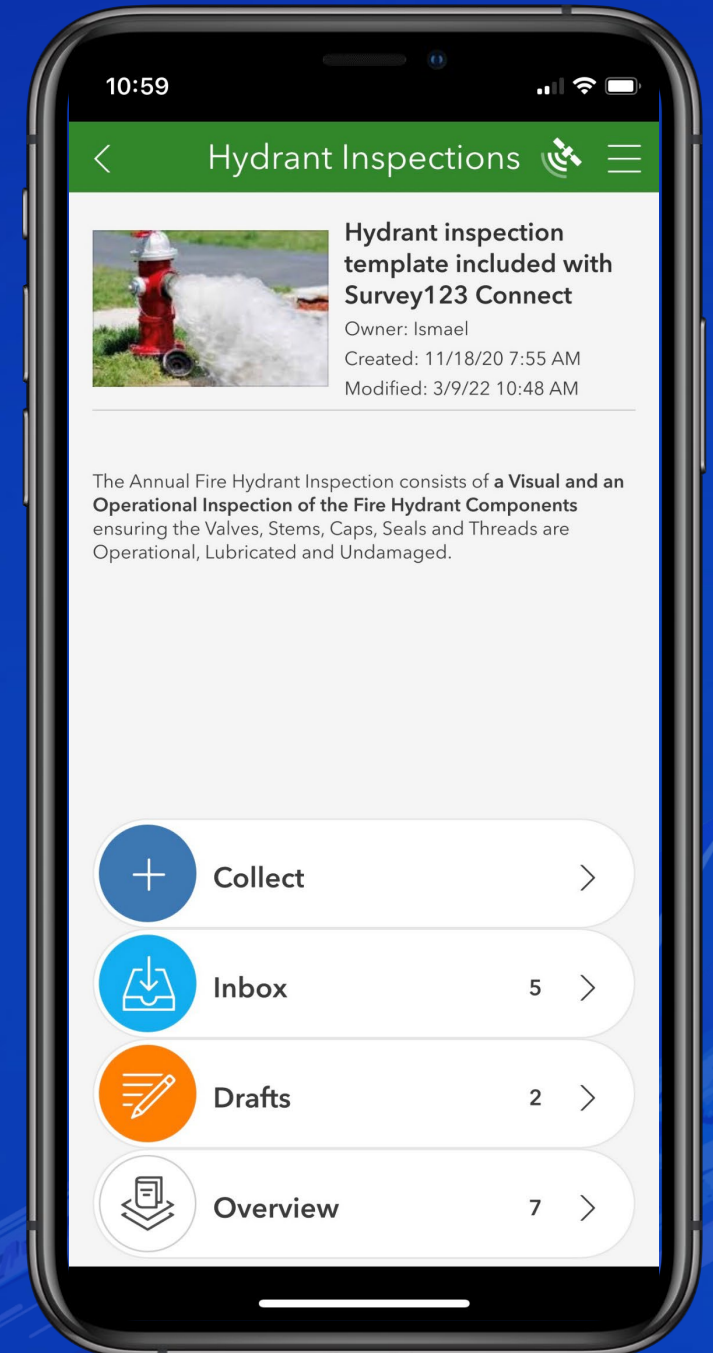 10:59
Hydrant Inspections
Hydrant inspection
template included with
Survey123 Connect
Owner: Ismael
Created: 11/18/20 7:55 AM
Modified: 3/9/22 10:48 AM
The Annual Fire Hydrant Inspection consists of a Visual and an
Operational Inspection of the Fire Hydrant Components
ensuring the Valves, Stems, Caps, Seals and Threads are
Operational, Lubricated and Undamaged.
Collect
Inbox 5
Drafts 2
Overview 7